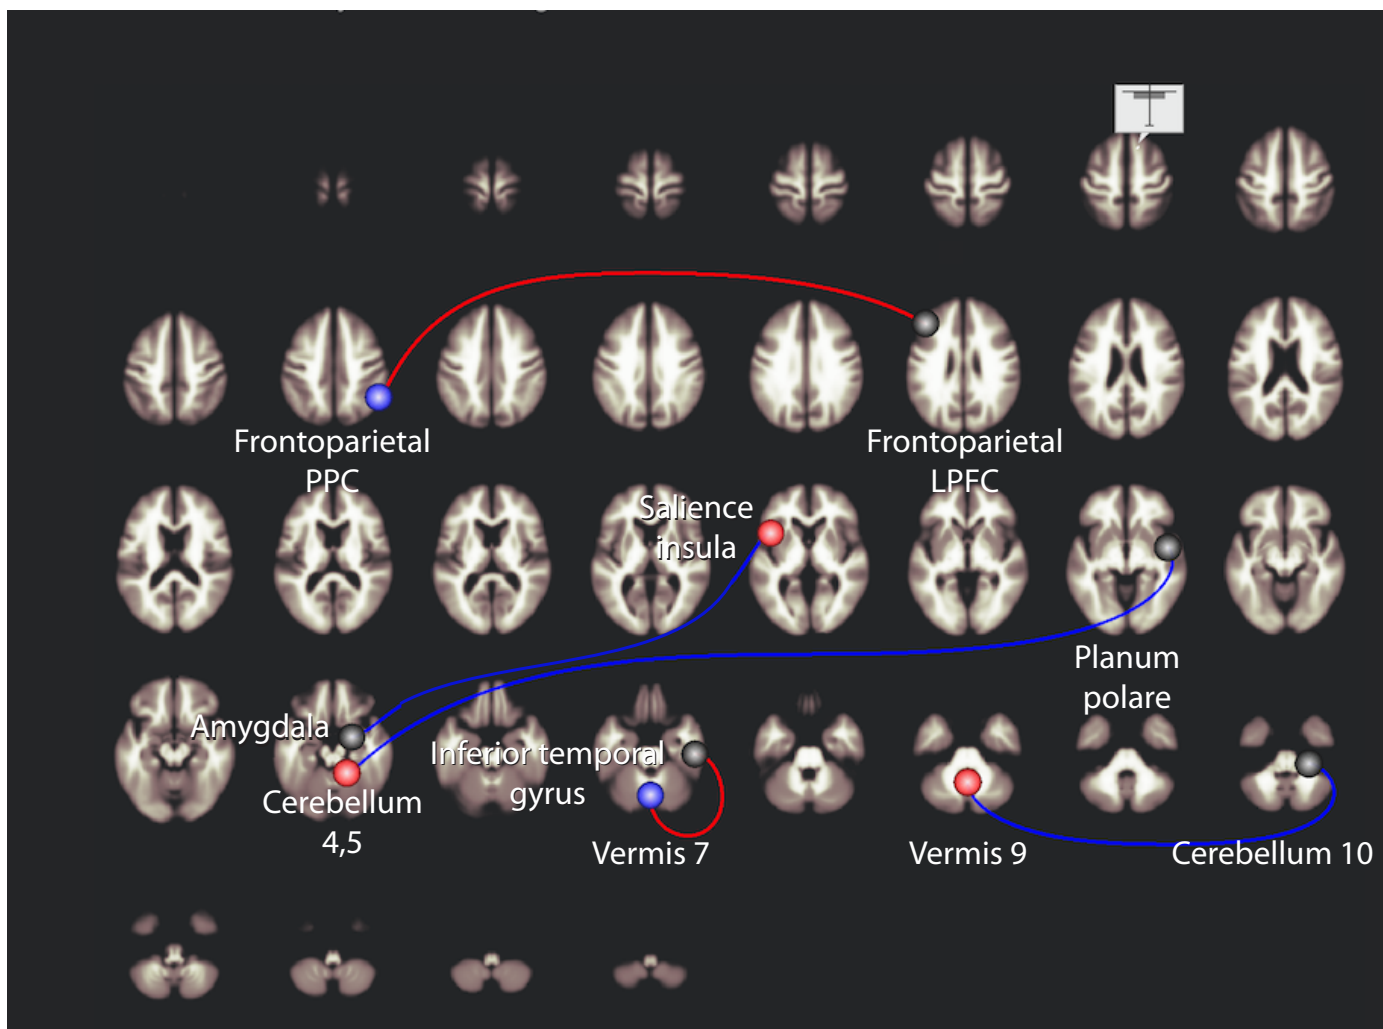 Frontoparietal
PPC
Frontoparietal
LPFC
Salience
insula
Planum
polare
Amygdala
Inferior temporal
gyrus
Cerebellum
4,5
Vermis 7
Vermis 9
Cerebellum 10